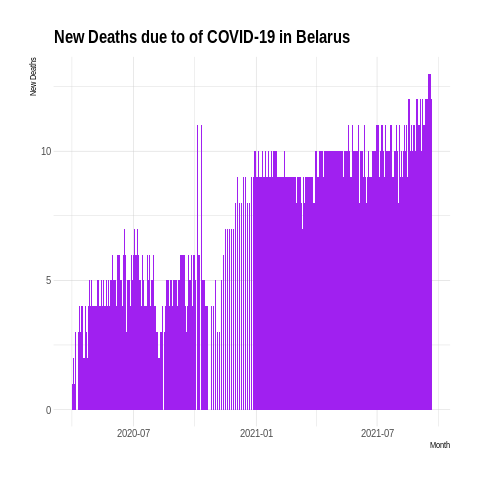 New Deaths due to of COVID-19 in Belarus
New Deaths
10
5
0
2020-07
2021-01
2021-07
Month